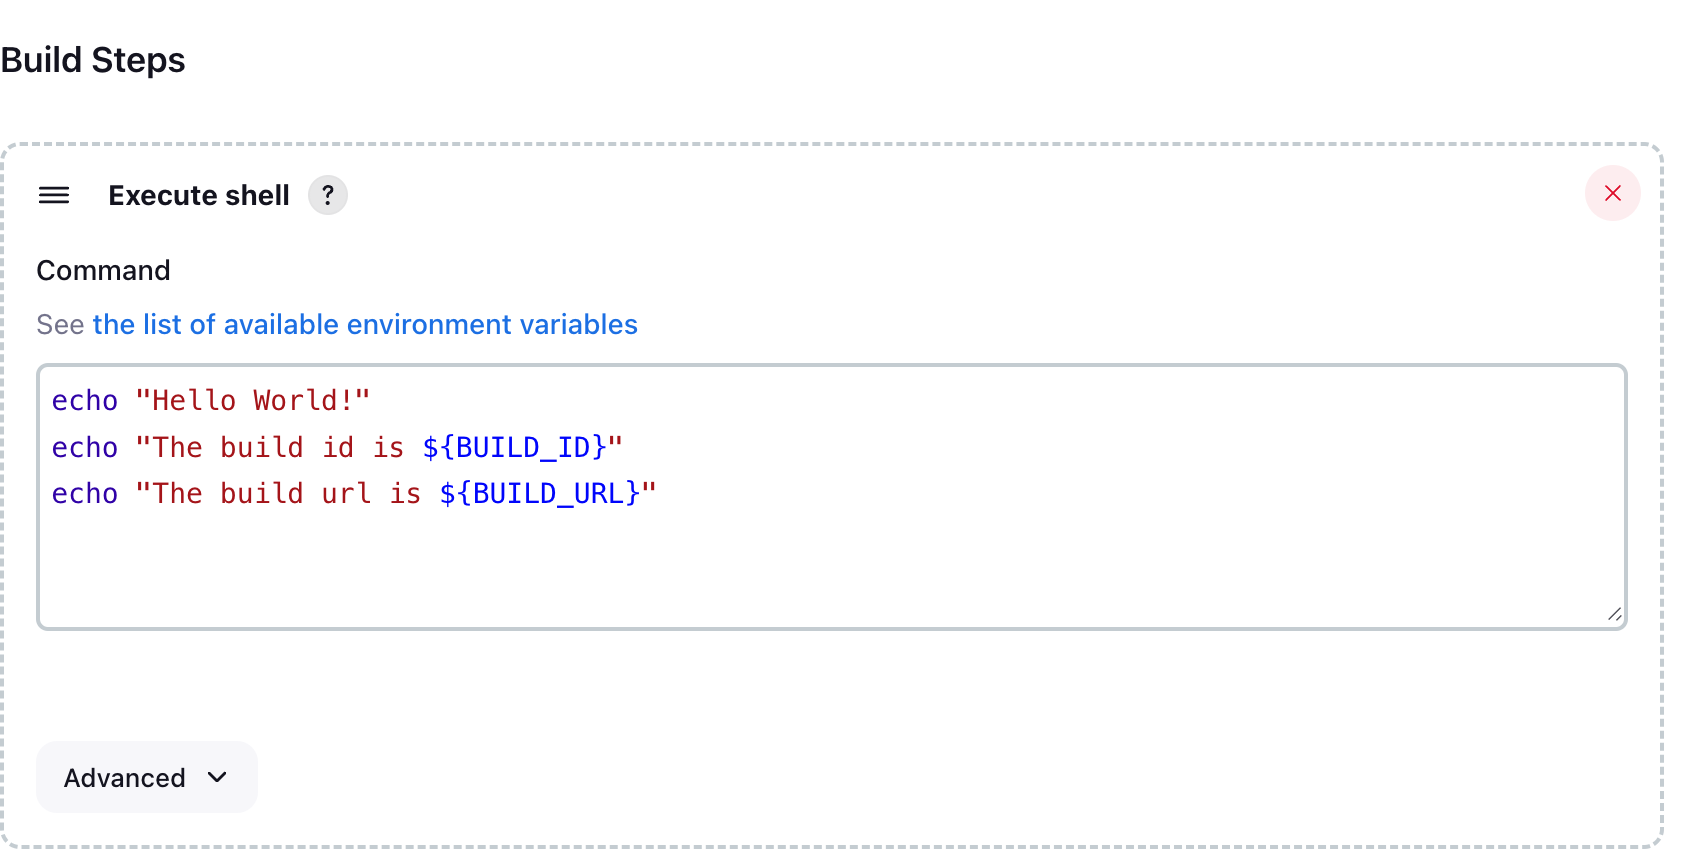 Build Steps
Execute shell ?
Command
See the list of available environment variables
echo "Hello World!"
echo "The build id is ${BUILD_ID}"
echo "The build url is ${BUILD_URL}"
Advanced